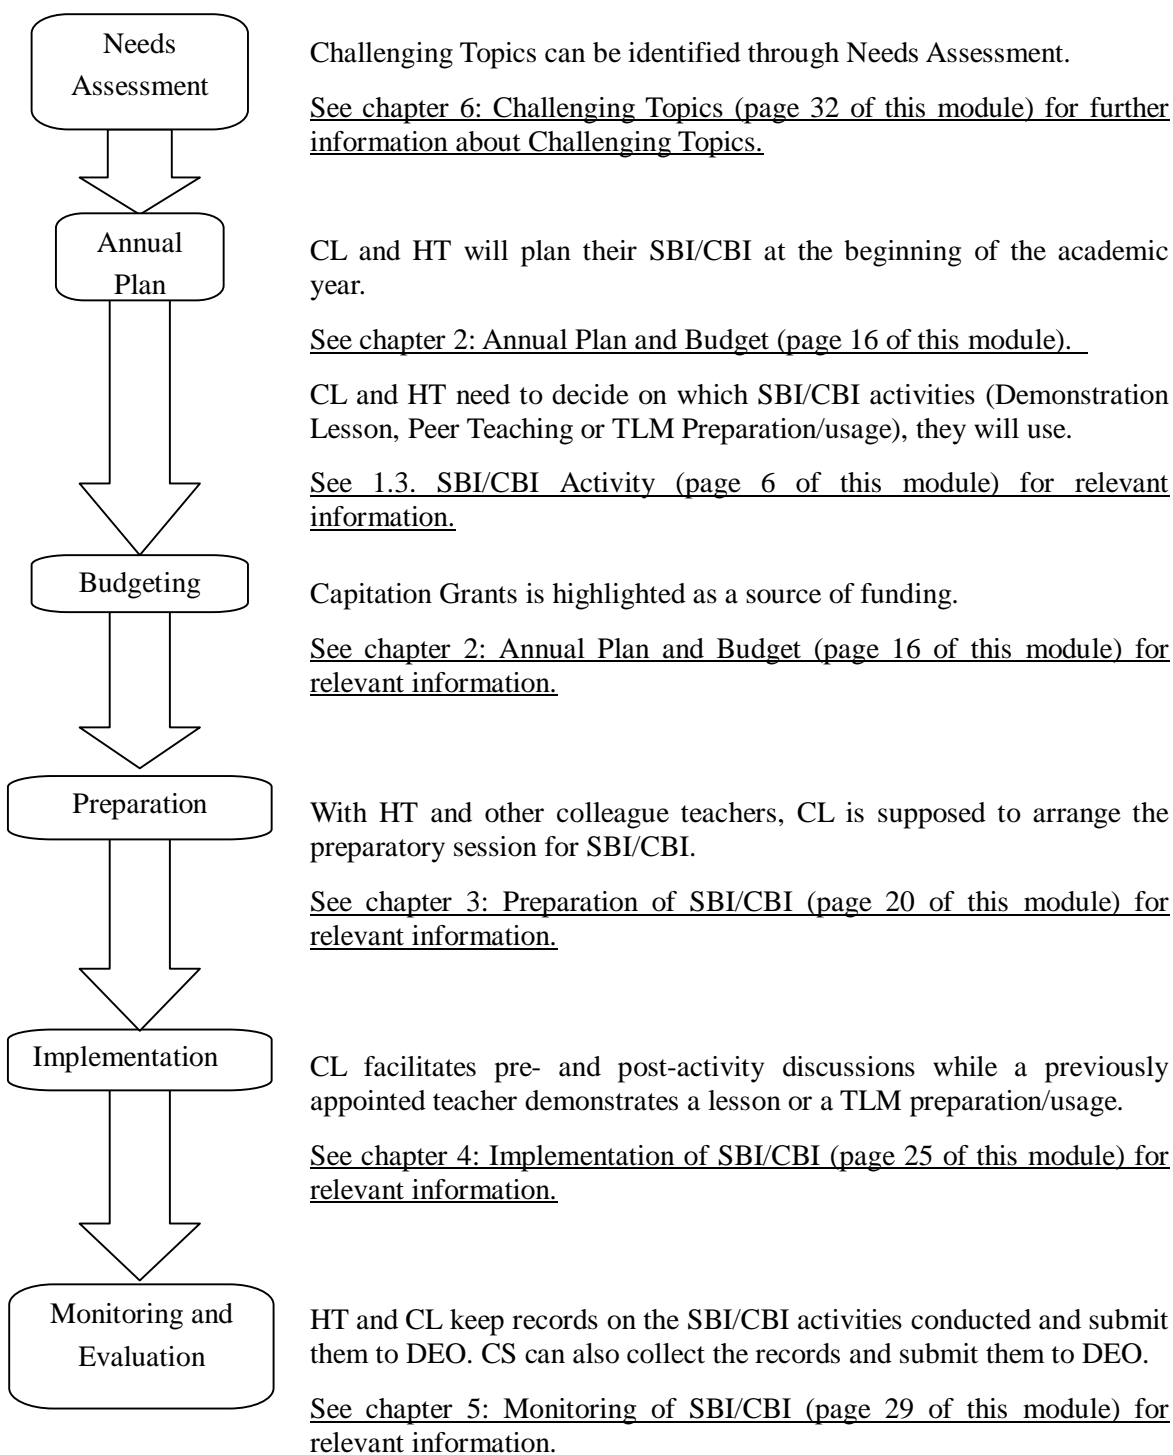 Needs
Assessment
Challenging Topics can be identified through Needs Assessment.
See chapter 6: Challenging Topics (page 32 of this module) for further
information about Challenging Topics.
Annual
Plan
CL and HT will plan their SBI/CBI at the beginning of the academic
year.
See chapter 2: Annual Plan and Budget (page 16 of this module).
CL and HT need to decide on which SBI/CBI activities (Demonstration
Lesson, Peer Teaching or TLM Preparation/usage), they will use.
See 1.3. SBI/CBI Activity (page 6 of this module) for relevant
information.
Budgeting
Capitation Grants is highlighted as a source of funding.
See chapter 2: Annual Plan and Budget (page 16 of this module) for
relevant information.
Preparation
With HT and other colleague teachers, CL is supposed to arrange the
preparatory session for SBI/CBI.
See chapter 3: Preparation of SBI/CBI (page 20 of this module) for
relevant information.
Implementation
CL facilitates pre- and post-activity discussions while a previously
appointed teacher demonstrates a lesson or a TLM preparation/usage.
See chapter 4: Implementation of SBI/CBI (page 25 of this module) for
relevant information.
Monitoring and
Evaluation
HT and CL keep records on the SBI/CBI activities conducted and submit
them to DEO. CS can also collect the records and submit them to DEO.
See chapter 5: Monitoring of SBI/CBI (page 29 of this module) for
relevant information.